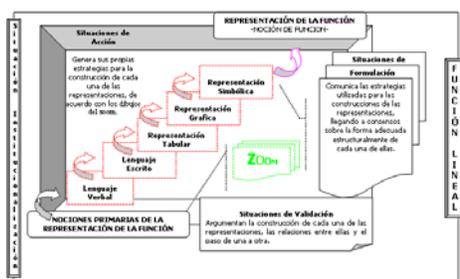 REPRESENTACIÓN DE LA FUNCIÓN
-NOCIÓN DE FUNCION-
Situaciones de
Acción
Genera sus propias
estrategias para la
construcción de cada
una de las
representaciones, de
acuerdo con los dibujos
del zoom.
Representación
Simbólica
Representación
Grafica
Representación
Tabular
Lenguaje
Escrito
Lenguaje
Verbal
ZOOM
Situaciones de
Formulación
Comunica las estrategias
utilizadas para las
construcciones de las
representaciones,
llegando a consensos
sobre la forma adecuada
estructuralmente de
cada una de ellas.
NOCIONES PRIMARIAS DE LA
REPRESENTACIÓN DE LA FUNCIÓN
Situaciones de Validación
Argumentan la construcción de cada una de las
representaciones, las relaciones entre ellas y el
paso de una a otra.
Situación Institucionalización
FUNCIÓN LINEAL